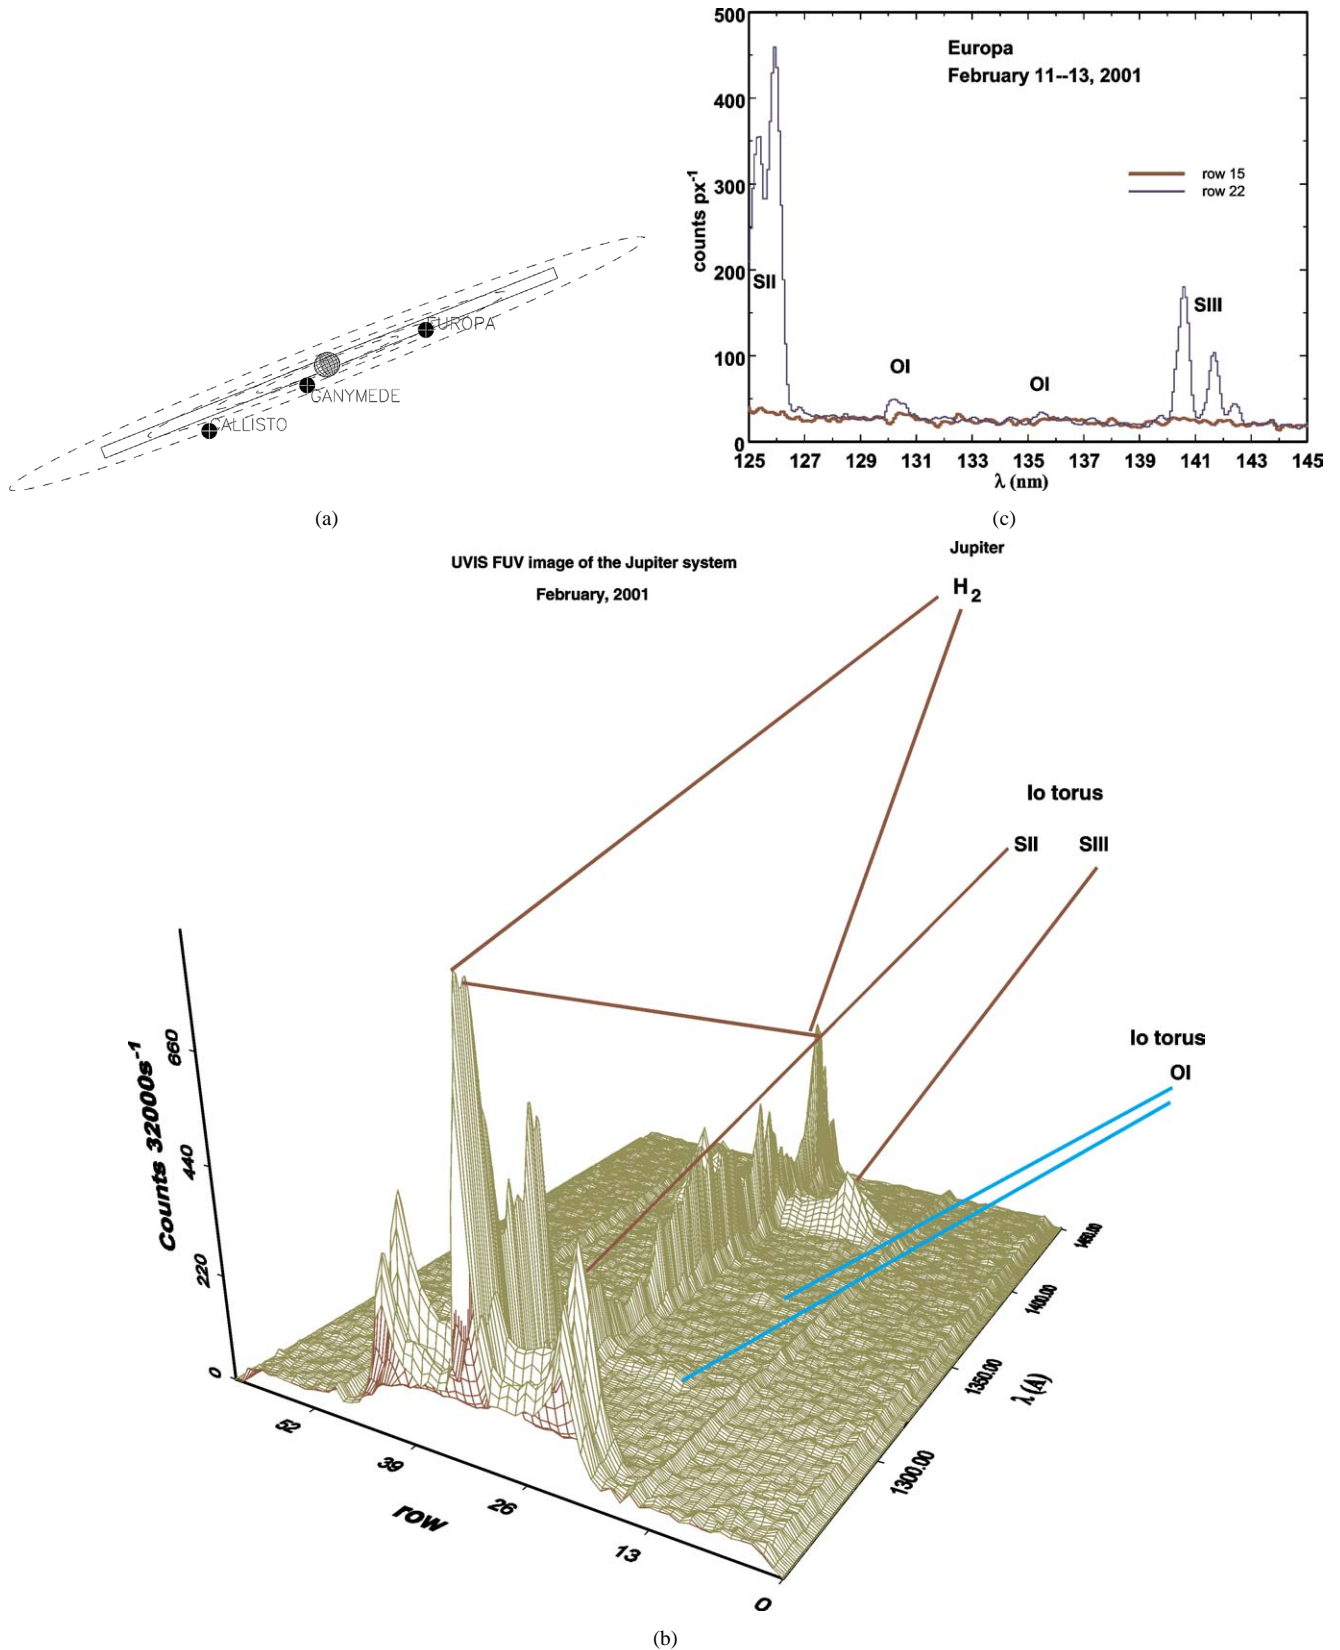 EUROPA
GANYMEDE
CALLISTO
(a)
500
400
300
200
100
0
counts px-1
Europa
February 11--13, 2001
row 15
row 22
SII
OI
OI
SIII
125 127 129 131 133 135 137 139 141 143 145
λ (nm)
(c)
UVIS FUV image of the Jupiter system
February, 2001
Jupiter
H2
Io torus
SII SIII
Io torus
OI
Counts 32000s-1
660
440
220
0
52
39
26
13
0
row
1300.00
1350.00
1400.00
1450.00
λ (A)
(b)